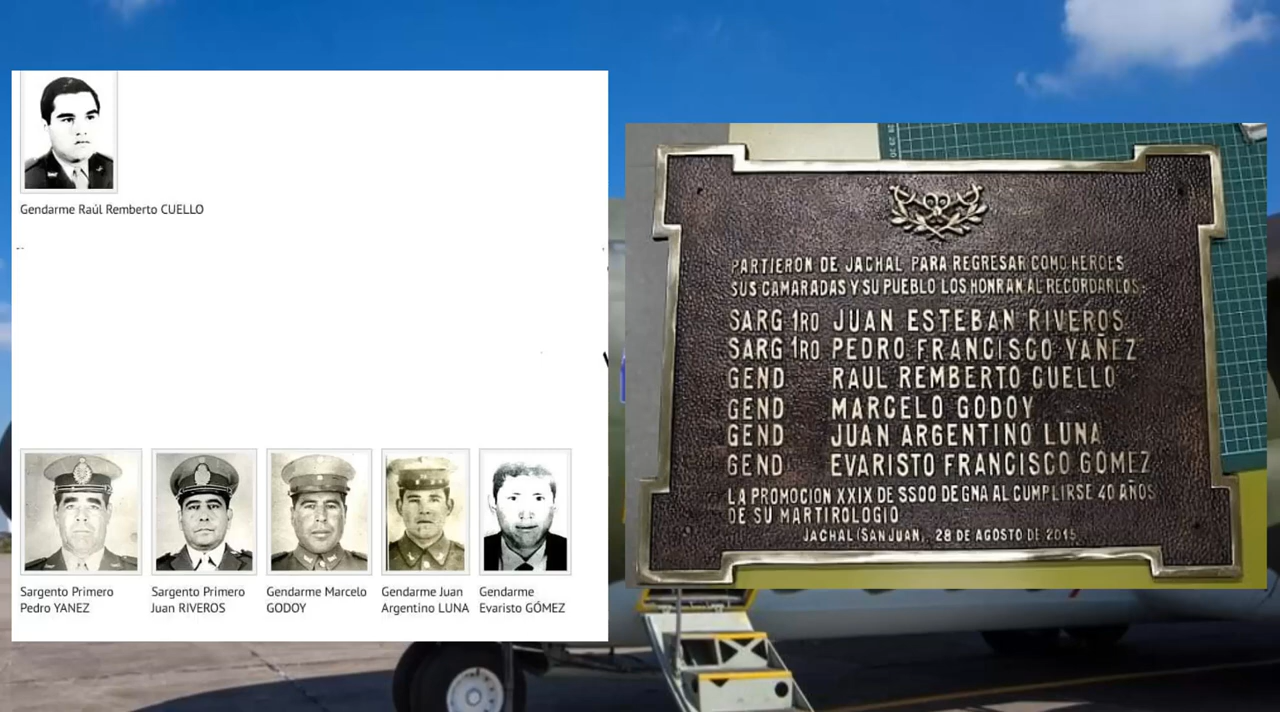 Gendarme Raúl Remberto CUELLO
Sargento Primero
Pedro YANEZ
Sargento Primero
Juan RIVEROS
Gendarme Marcelo
GODOY
Gendarme Juan
Argentino LUNA
Gendarme
Evaristo GÓMEZ
PARTIERON DE JACHAL PARA REGRESAR COMO HEROES
SUS CAMARADAS Y SU PUEBLO LOS HONRAN AL RECORDARLOS.
SARG 1RO JUAN ESTEBAN RIVEROS
SARG 1RO PEDRO FRANCISCO YAÑEZ
GEND RAUL REMBERTO CUELLO
GEND MARCELO GODOY
GEND JUAN ARGENTINO LUNA
GEND EVARISTO FRANCISCO GOMEZ
LA PROMOCION XXIX DE SSOO DE GNA AL CUMPLIRSE 40 AÑOS
DE SU MARTIROLOGIO
JACHAL (SAN JUAN, 28 DE AGOSTO DE 2015